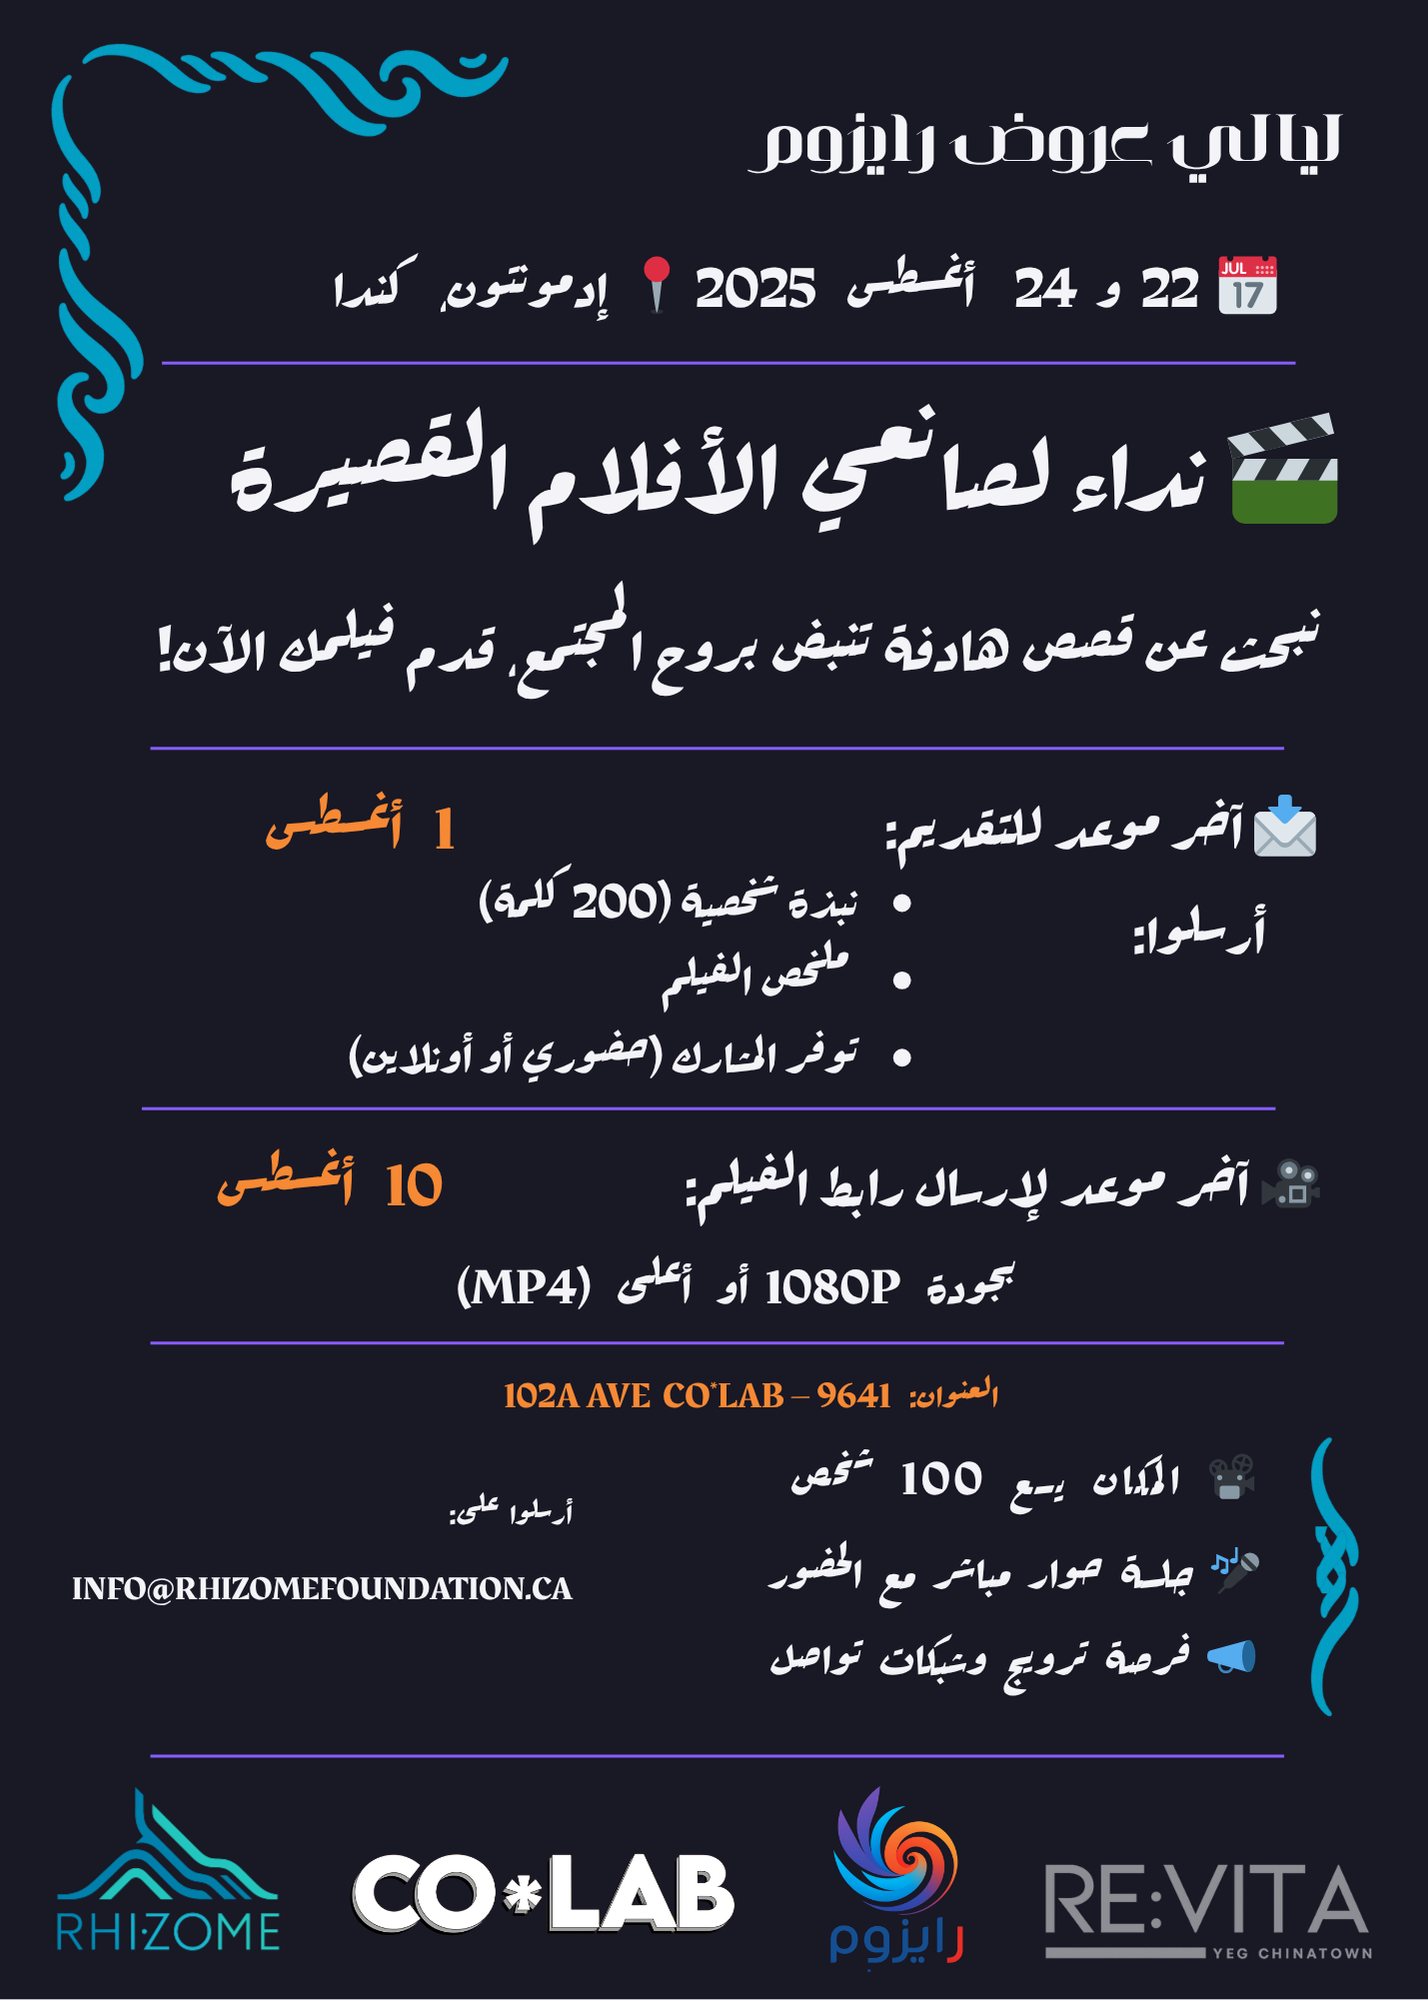 ليالي عروض رايزوم
JUL
17
22 و 24 أغسطس 2025 إدمونتون، كندا
نداء لصانعي الأفلام القصيرة
نبحث عن قصص هادفة تنبض بروح المجتمع، قدم فيلمك الآن!
آخر موعد للتقديم: 1 أغسطس
أرسلوا:
• نبذة شخصية (200 كلمة)
• ملخص الفيلم
• توفر المشارك (حضوري أو أونلاين)
آخر موعد لإرسال رابط الفيلم: 10 أغسطس
بجودة 1080P أو أعلى (MP4)
العنوان: 9641 – 102A AVE CO*LAB
المكان يسع 100 شخص
جلسة حوار مباشر مع الحضور
فرصة ترويج وشبكات تواصل
أرسلوا على:
INFO@RHIZOMEFOUNDATION.CA
RHIZOME
CO*LAB
رايزوم
RE:VITA
YEG CHINATOWN